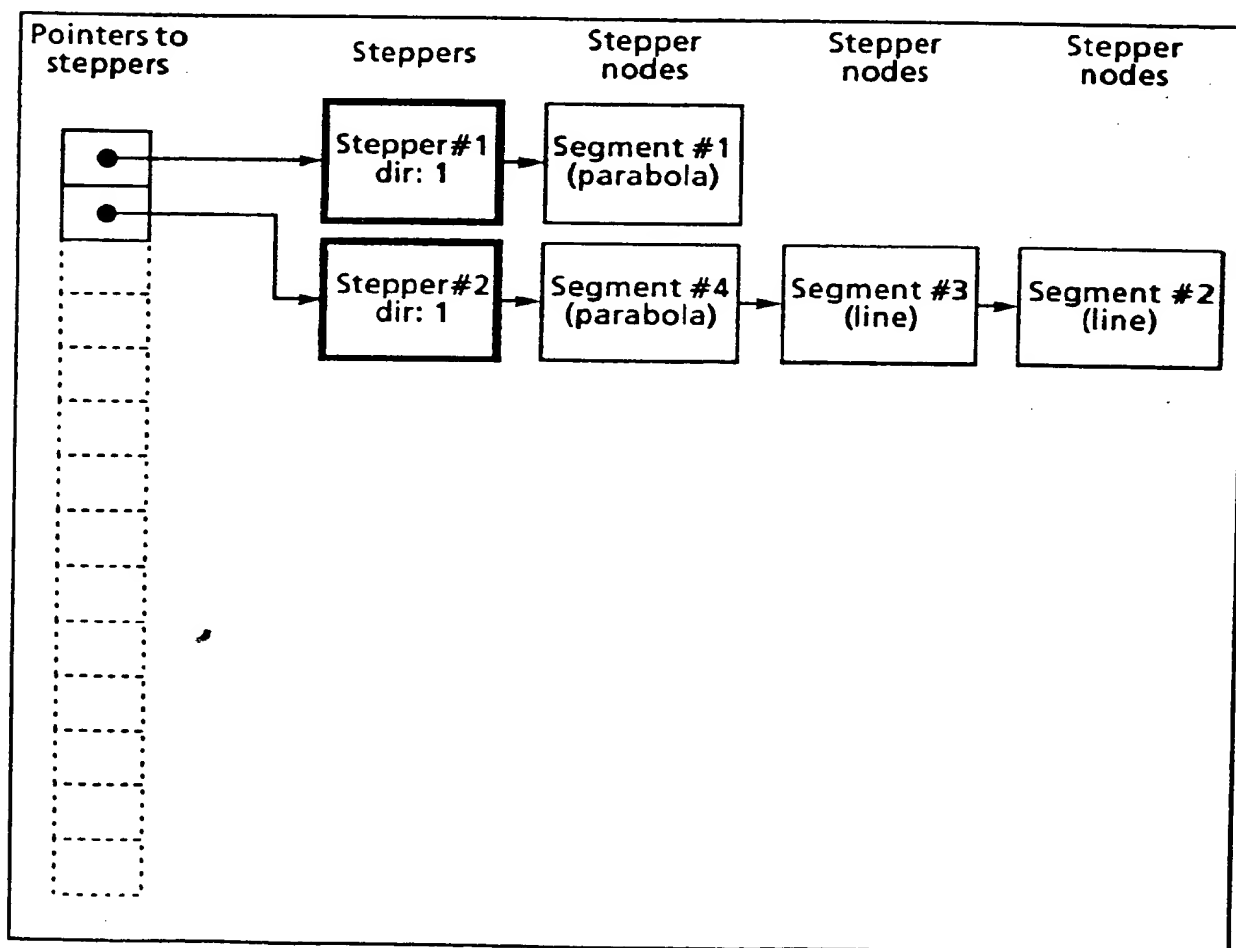 Pointers to
steppers
Steppers
Stepper
nodes
Stepper
nodes
Stepper
nodes
Stepper#1
dir: 1
Segment #1
(parabola)
Stepper#2
dir: 1
Segment #4
(parabola)
Segment #3
(line)
Segment #2
(line)